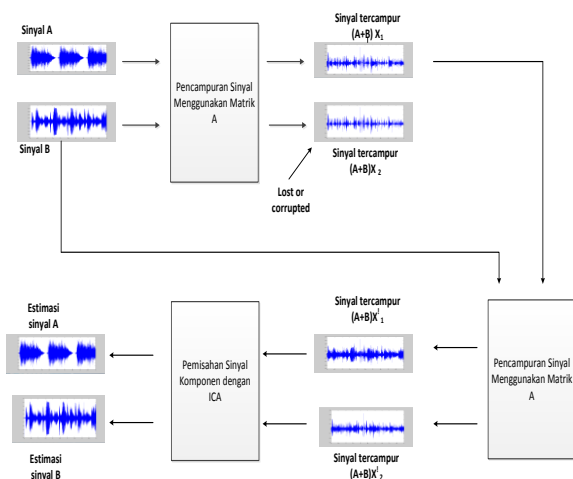 Sinyal A
Sinyal B
Pencampuran Sinyal
Menggunakan Matrik
A
Sinyal tercampur
(A+B) X1
Sinyal tercampur
(A+B)X 2
Lost or
corrupted
Estimasi
sinyal A
Estimasi
sinyal B
Pemisahan Sinyal
Komponen dengan
ICA
Sinyal tercampur
(A+B)X!1
Sinyal tercampur
(A+B)X!2
Pencampuran Sinyal
Menggunakan Matrik
A